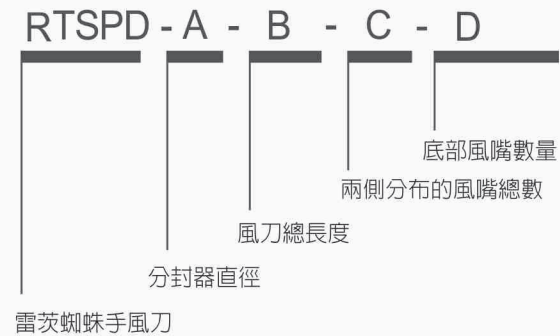 RTSPD - A - B - C - D
底部風嘴數量
兩側分布的風嘴總數
風刀總長度
分封器直徑
雷茨蜘蛛手風刀